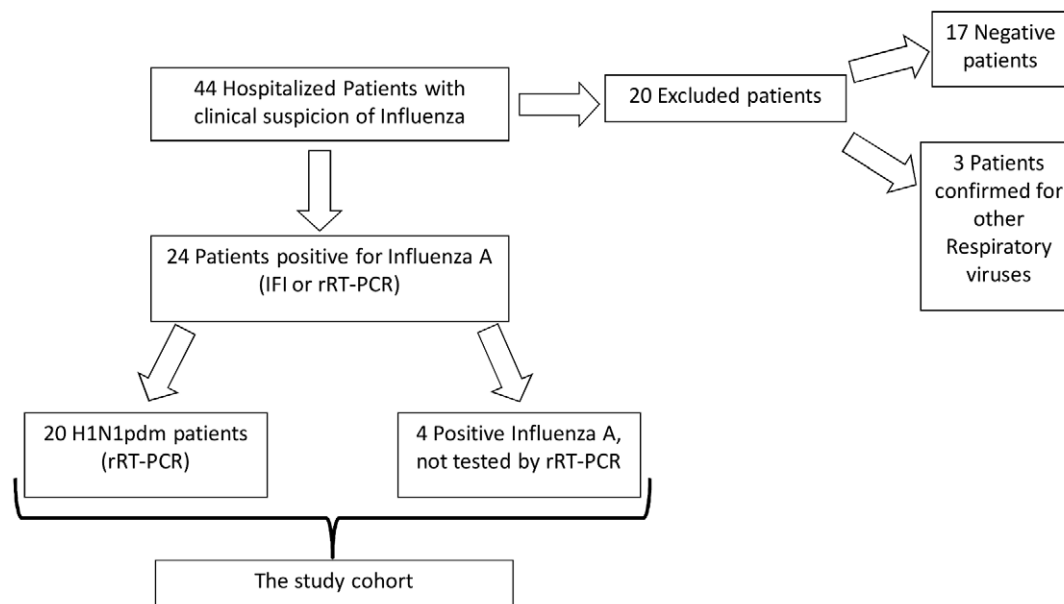 44 Hospitalized Patients with
clinical suspicion of Influenza
20 Excluded patients
17 Negative
patients
3 Patients
confirmed for
other
Respiratory
viruses
24 Patients positive for Influenza A
(IFI or rRT-PCR)
20 H1N1pdm patients
(rRT-PCR)
4 Positive Influenza A,
not tested by rRT-PCR
The study cohort